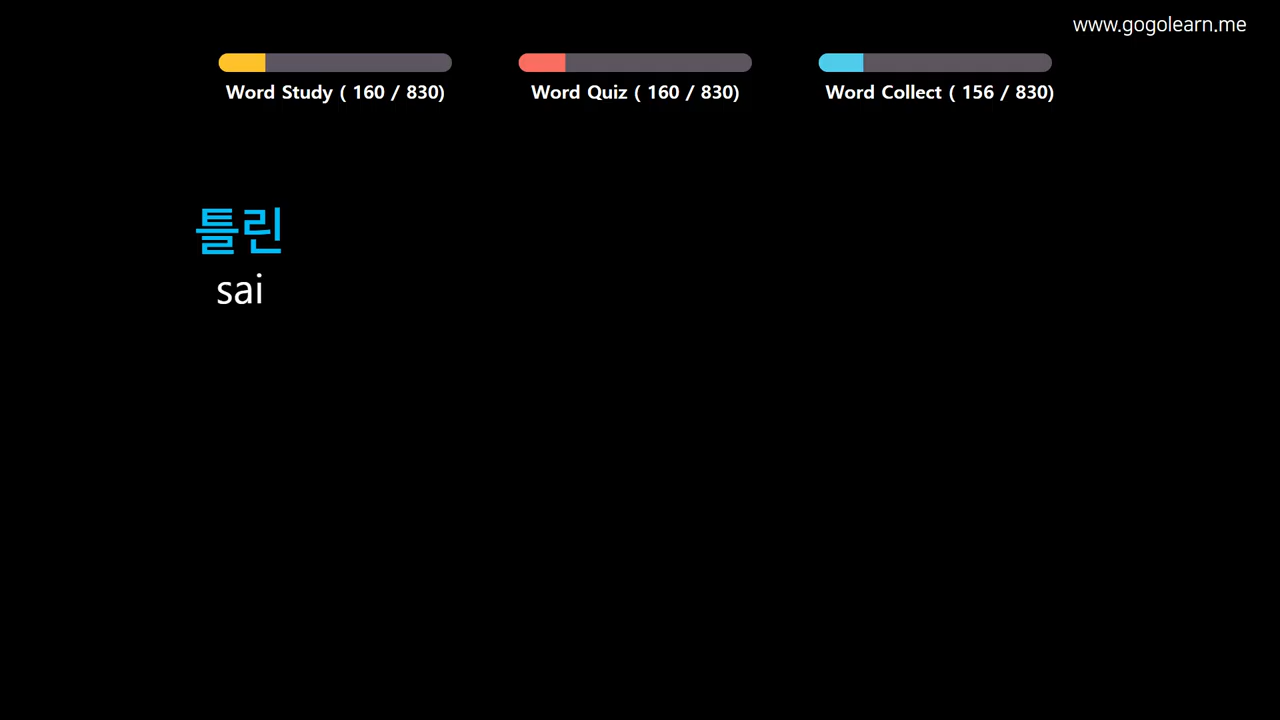 www.gogolearn.me
Word Study ( 160 / 830)
Word Quiz ( 160 / 830)
Word Collect ( 156 / 830)
틀린
sai